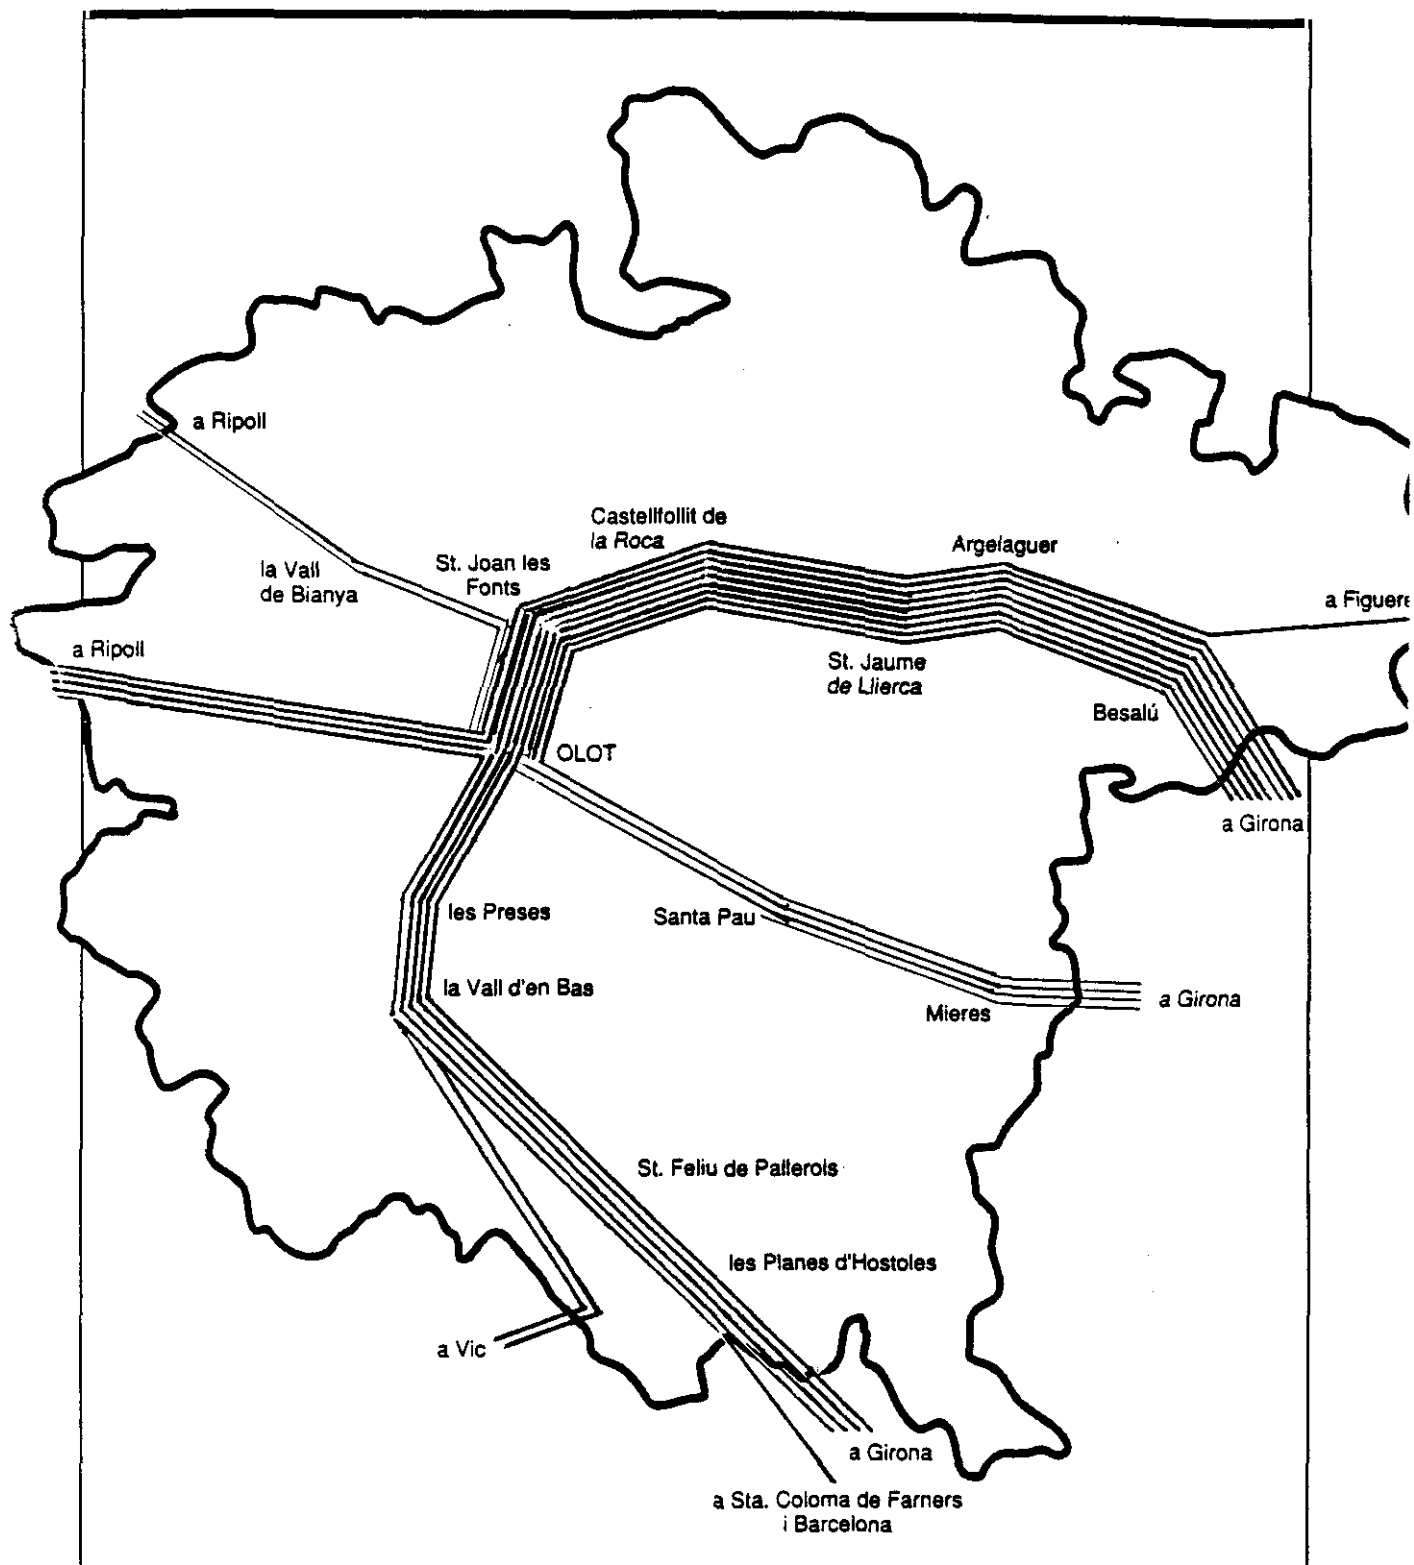 a Ripoll
Castellfollit de
la Roca
Argelaguer
St. Joan les
Fonts
la Vall
de Bianya
a Figuere
a Ripoll
St. Jaume
de Llierca
Besalú
OLOT
a Girona
les Preses
Santa Pau
la Vall d'en Bas
a Girona
Mieres
St. Feliu de Pallerols
les Planes d'Hostoles
a Vic
a Girona
a Sta. Coloma de Farners
i Barcelona